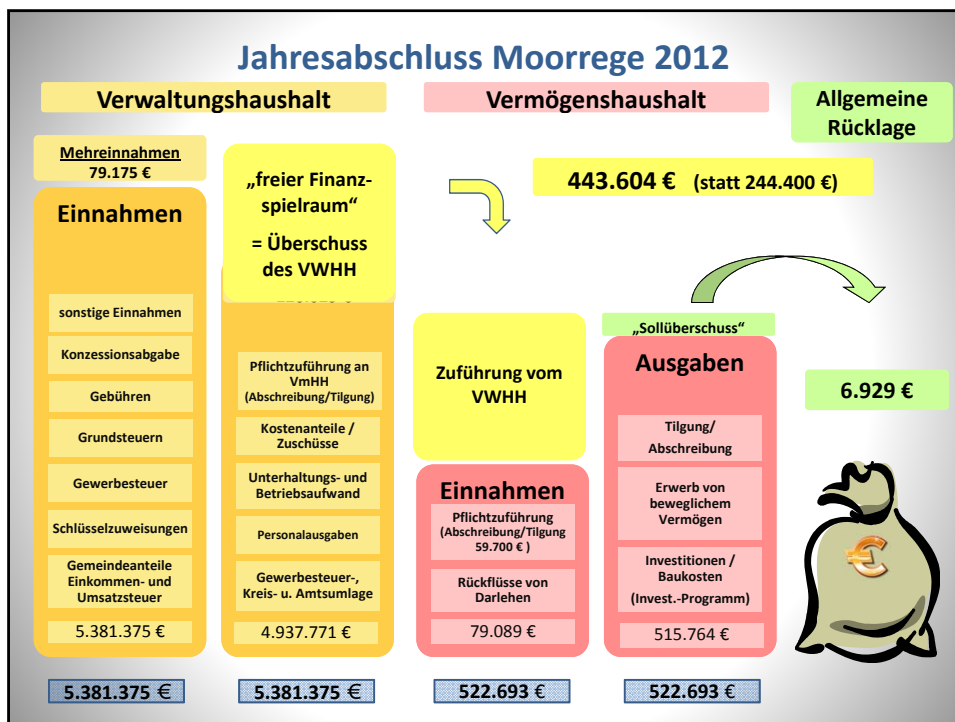 Jahresabschluss Moorrege 2012
Verwaltungshaushalt
Vermögenshaushalt
Allgemeine
Rücklage
Mehreinnahmen
79.175 €
Einnahmen
sonstige Einnahmen
Konzessionsabgabe
Gebühren
Grundsteuern
Gewerbesteuer
Schlüsselzuweisungen
Gemeindeanteile
Einkommen- und
Umsatzsteuer
5.381.375 €
„freier Finanz-
spielraum“
= Überschuss
des VWHH
Pflichtzuführung an
VmHH
(Abschreibung/Tilgung)
Kostenanteile /
Zuschüsse
Unterhaltungs- und
Betriebsaufwand
Personalausgaben
Gewerbesteuer-,
Kreis- u. Amtsumlage
4.937.771 €
443.604 € (statt 244.400 €)
Zuführung vom
VWHH
Einnahmen
Pflichtzuführung
(Abschreibung/Tilgung
59.700 € )
Rückflüsse von
Darlehen
79.089 €
„Sollüberschuss“
Ausgaben
Tilgung/
Abschreibung
Erwerb von
beweglichem
Vermögen
Investitionen /
Baukosten
(Invest.-Programm)
515.764 €
6.929 €
€
5.381.375 €
5.381.375 €
522.693 €
522.693 €